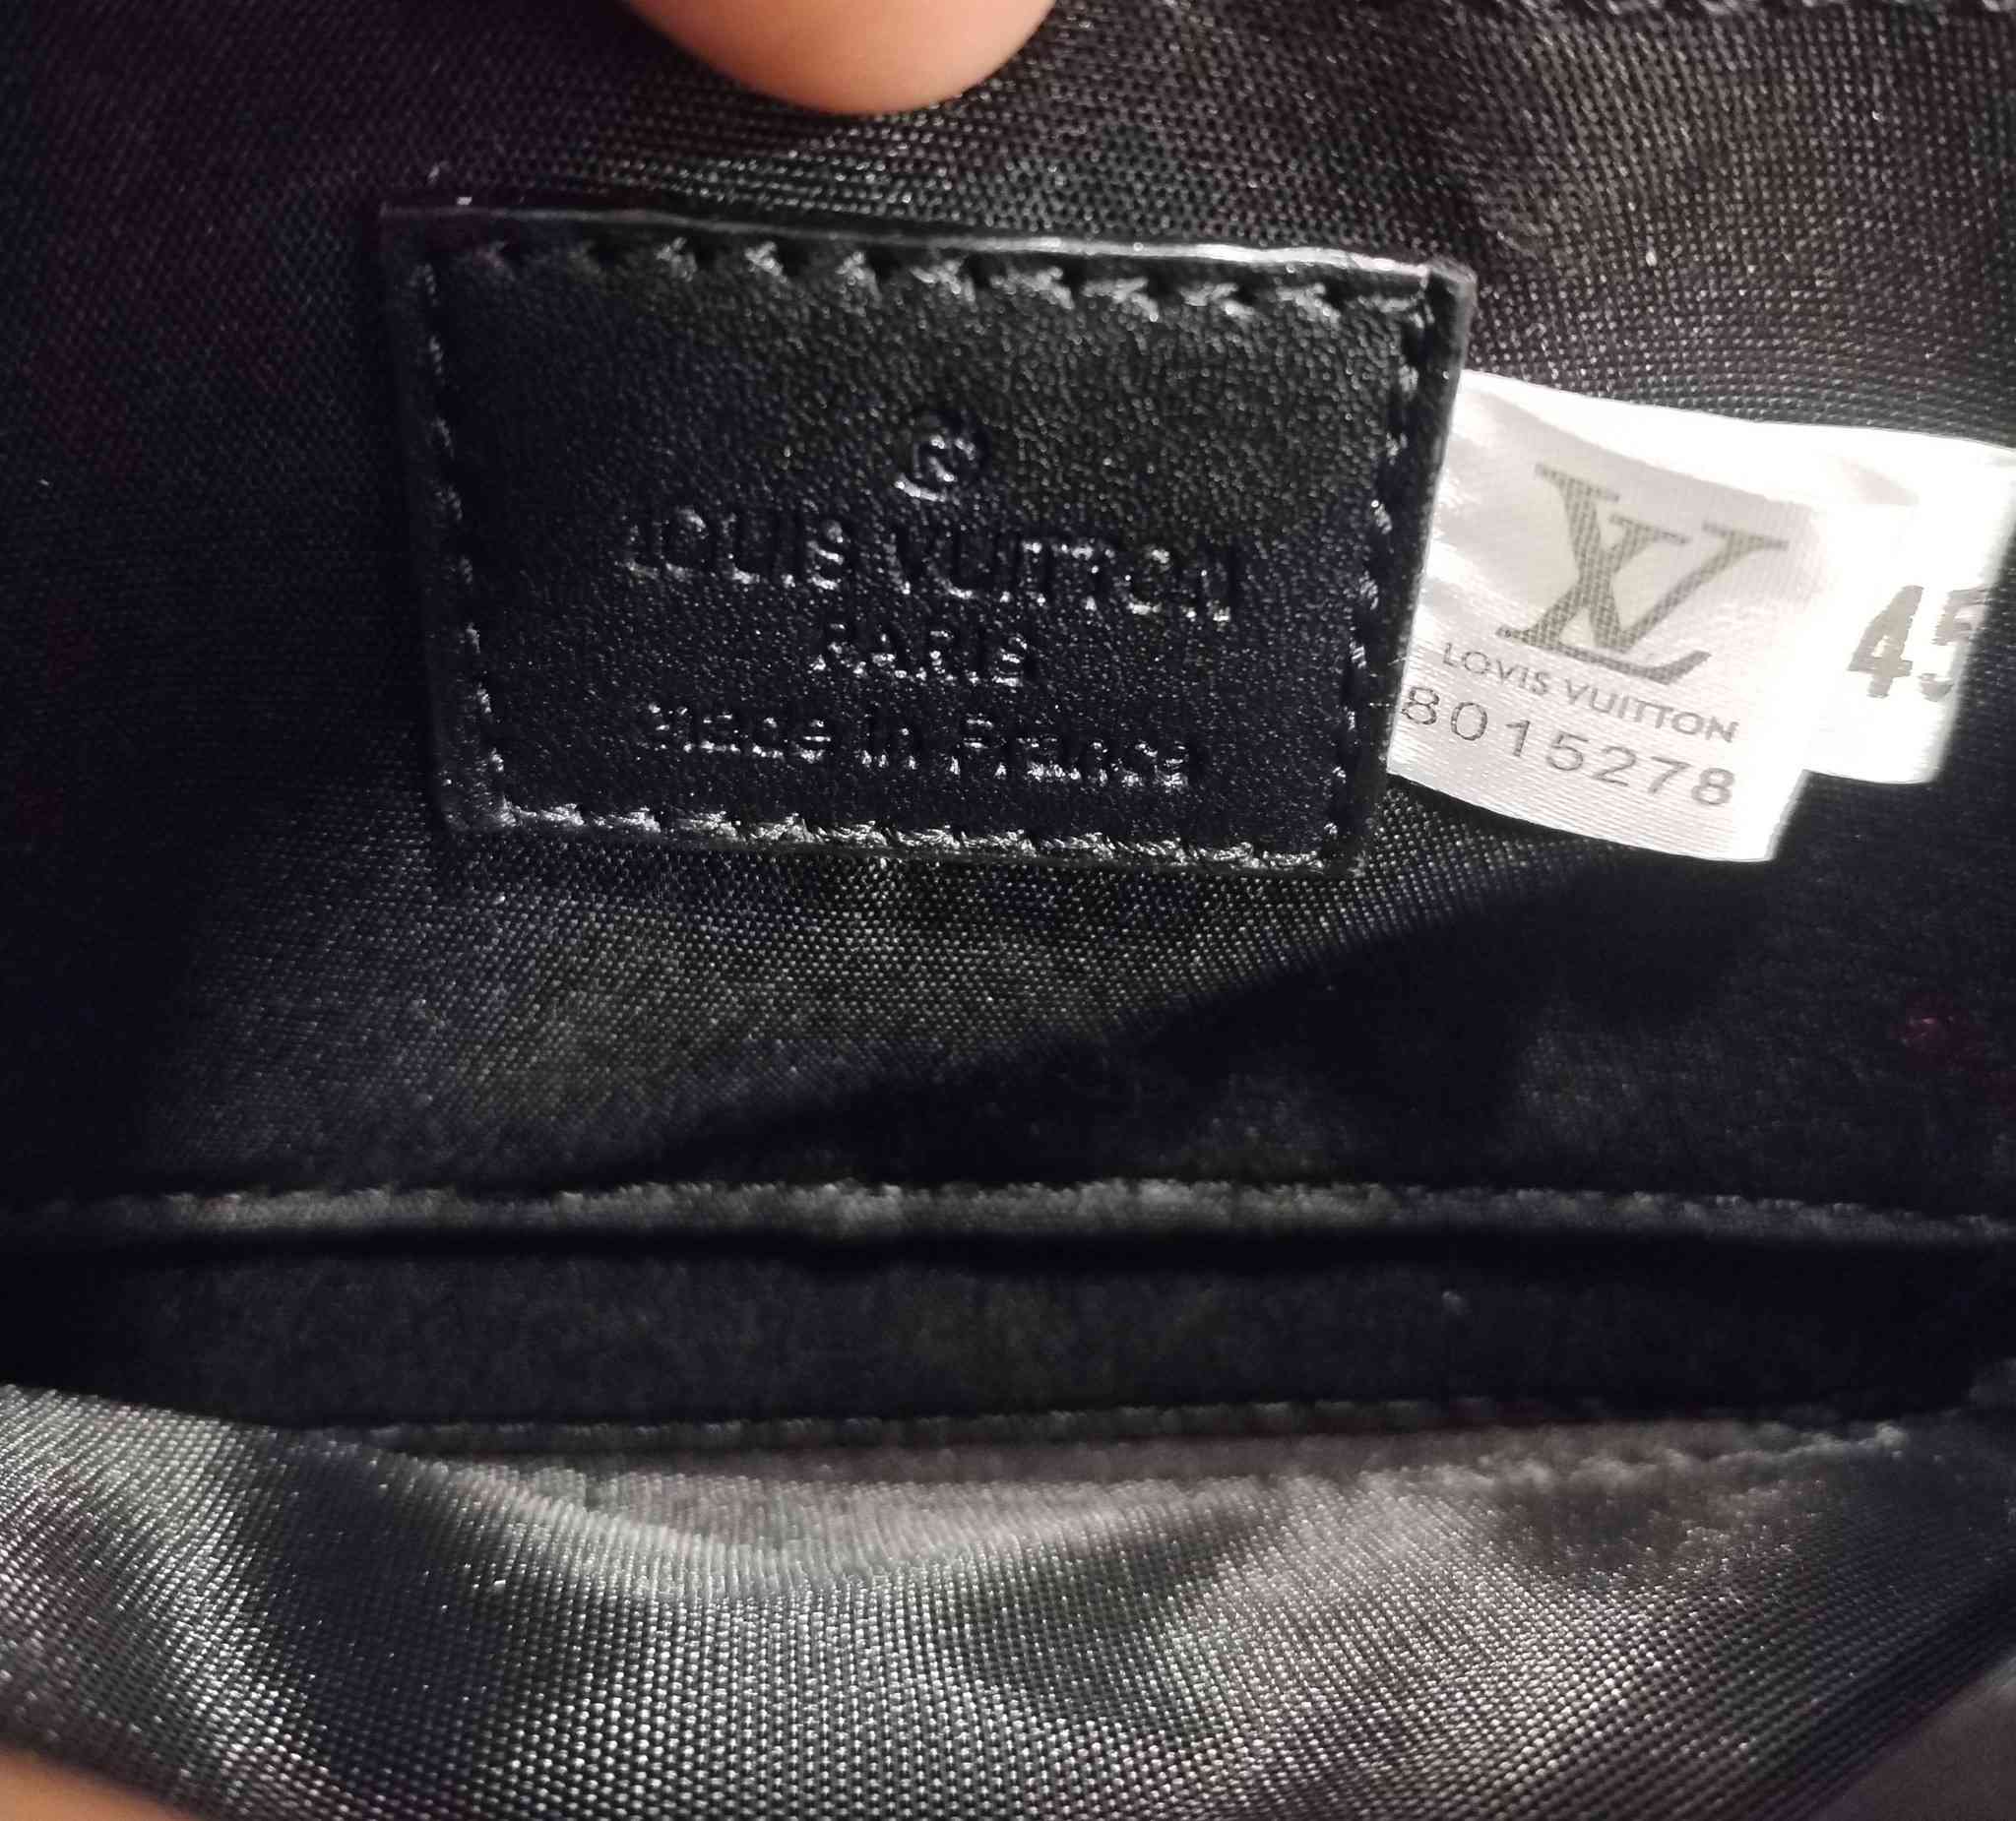 ®
LOUIS VUITTON
PARIS
made in France
LV
LOVIS VUITTON
8015278
45